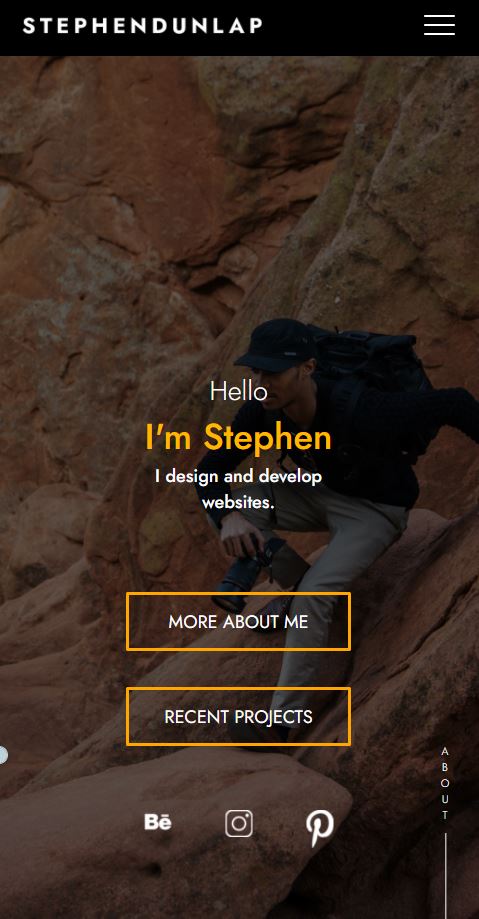 STEPHENDUNLAP
Hello
I'm Stephen
I design and develop
websites.
MORE ABOUT ME
RECENT PROJECTS
ABOUT
Bē